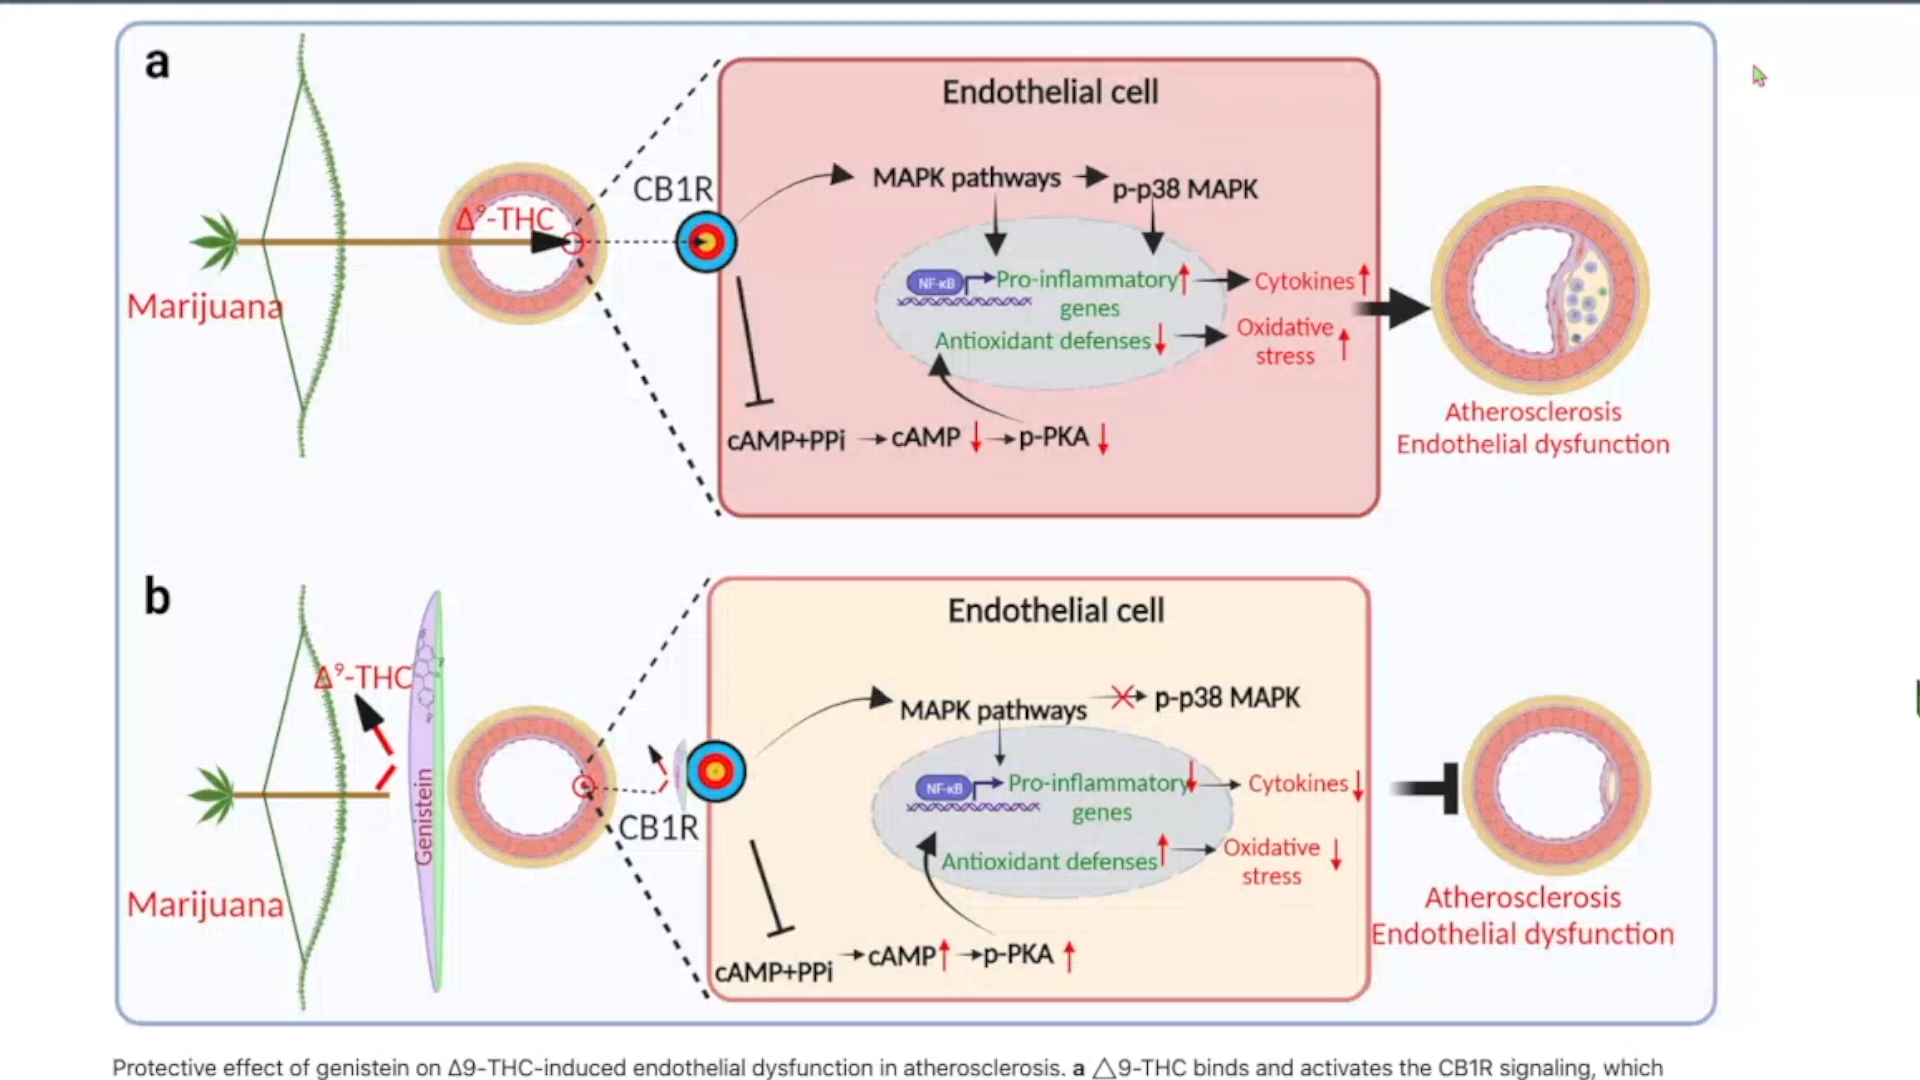 a
Endothelial cell
CB1R
MAPK pathways
p-p38 MAPK
Δ⁹-THC
NF-κB
Pro-inflammatory
genes
Cytokines
Antioxidant defenses
Oxidative
stress
Marijuana
cAMP+PPi
cAMP
p-PKA
Atherosclerosis
Endothelial dysfunction
b
Endothelial cell
Δ⁹-THC
MAPK pathways
p-p38 MAPK
Genistein
CB1R
NF-κB
Pro-inflammatory
genes
Cytokines
Antioxidant defenses
Oxidative
stress
Marijuana
cAMP+PPi
cAMP
p-PKA
Atherosclerosis
Endothelial dysfunction
Protective effect of genistein on Δ9-THC-induced endothelial dysfunction in atherosclerosis. a △9-THC binds and activates the CB1R signaling, which